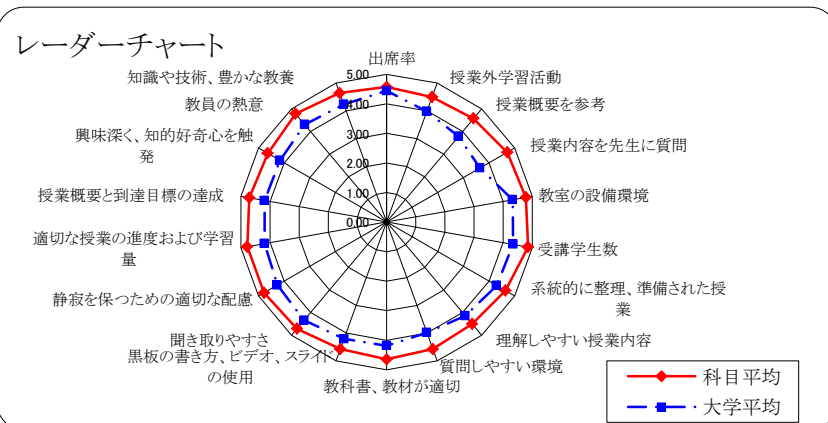 レーダーチャート
出席率
授業外学習活動
授業概要を参考
授業内容を先生に質問
教室の設備環境
受講学生数
系統的に整理、準備された授
業
理解しやすい授業内容
質問しやすい環境
教科書、教材が適切
黒板の書き方、ビデオ、スライド
の使用
聞き取りやすさ
静寂を保つための適切な配慮
適切な授業の進度および学習
量
授業概要と到達目標の達成
興味深く、知的好奇心を触
発
教員の熱意
知識や技術、豊かな教養
5.00
4.00
3.00
2.00
1.00
0.00
科目平均
大学平均